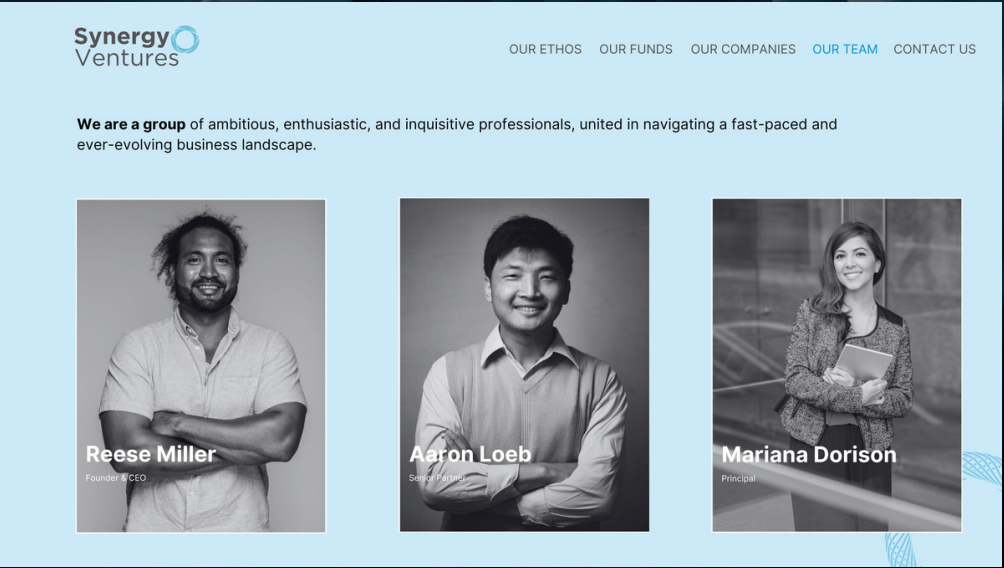 Synergy
Ventures
OUR ETHOS OUR FUNDS OUR COMPANIES OUR TEAM CONTACT US
We are a group of ambitious, enthusiastic, and inquisitive professionals, united in navigating a fast-paced and
ever-evolving business landscape.
Reese Miller
Founder & CEO
Aaron Loeb
Senior Partner
Mariana Dorison
Principal